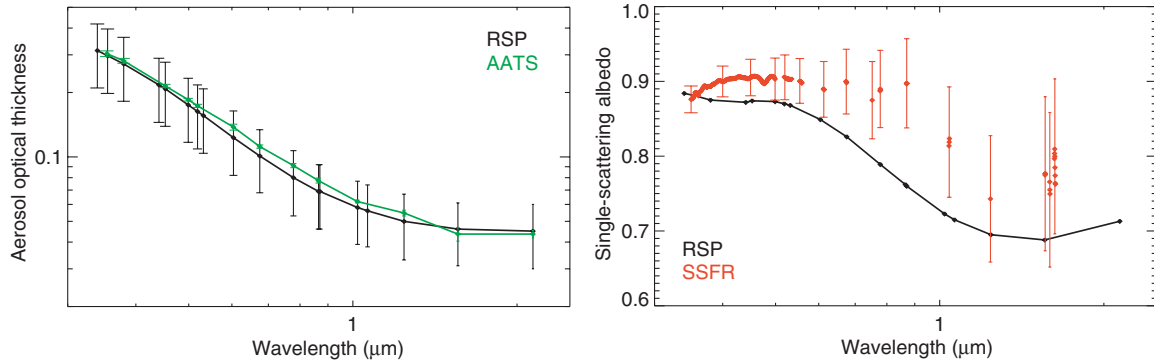 Aerosol optical thickness
0.1
RSP
AATS
1
Wavelength (µm)
Single-scattering albedo
1.0
0.9
0.8
0.7
0.6
RSP
SSFR
1
Wavelength (µm)